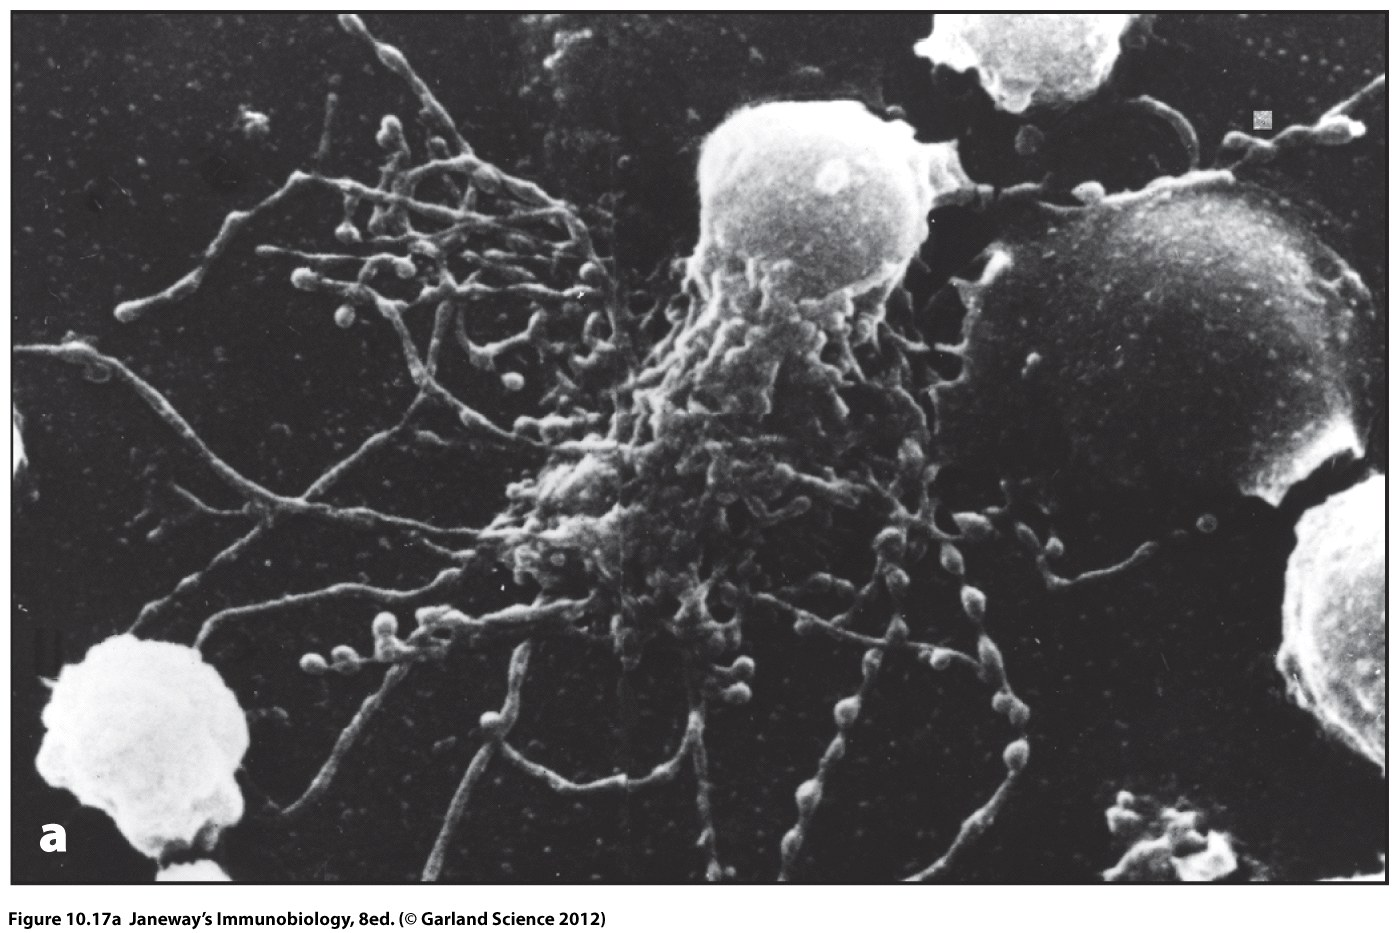 a
Figure 10.17a Janeway's Immunobiology, 8ed. (© Garland Science 2012)